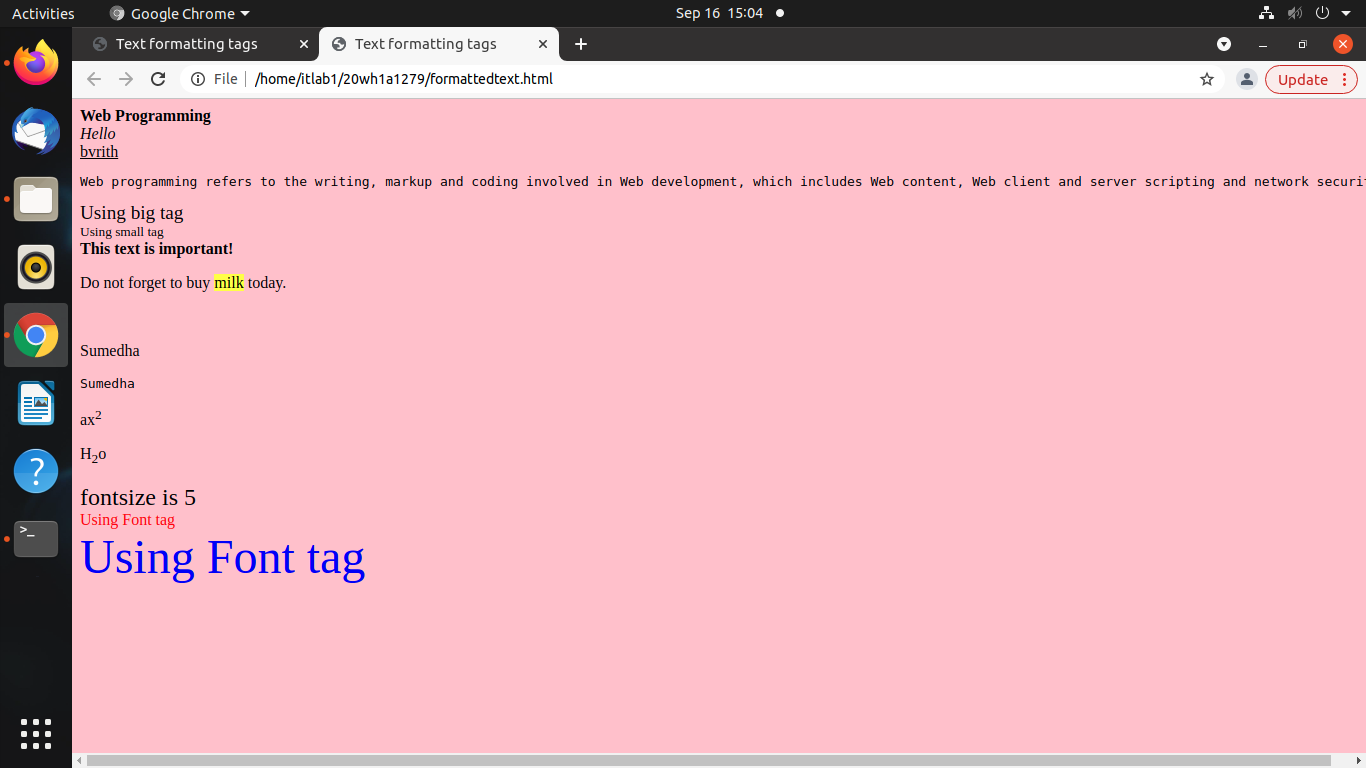 Activities Google Chrome Sep 16 15:04
Text formatting tags Text formatting tags
File /home/itlab1/20wh1a1279/formattedtext.html Update
Web Programming
Hello
bvrith
Web programming refers to the writing, markup and coding involved in Web development, which includes Web content, Web client and server scripting and network securi
Using big tag
Using small tag
This text is important!
Do not forget to buy milk today.
Sumedha
Sumedha
ax²
H₂o
fontsize is 5
Using Font tag
Using Font tag